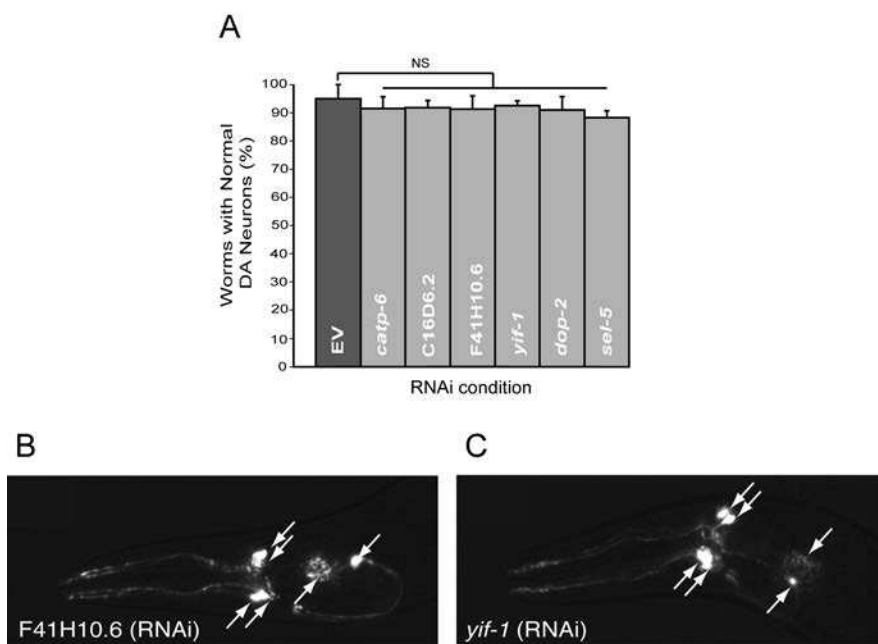 A
NS
Worms with Normal
DA Neurons (%)
100
90
80
70
60
50
40
30
20
10
0
EV
catp-6
C16D6.2
F41H10.6
yif-1
dop-2
sel-5
RNAi condition
B
F41H10.6 (RNAi)
C
yif-1 (RNAi)